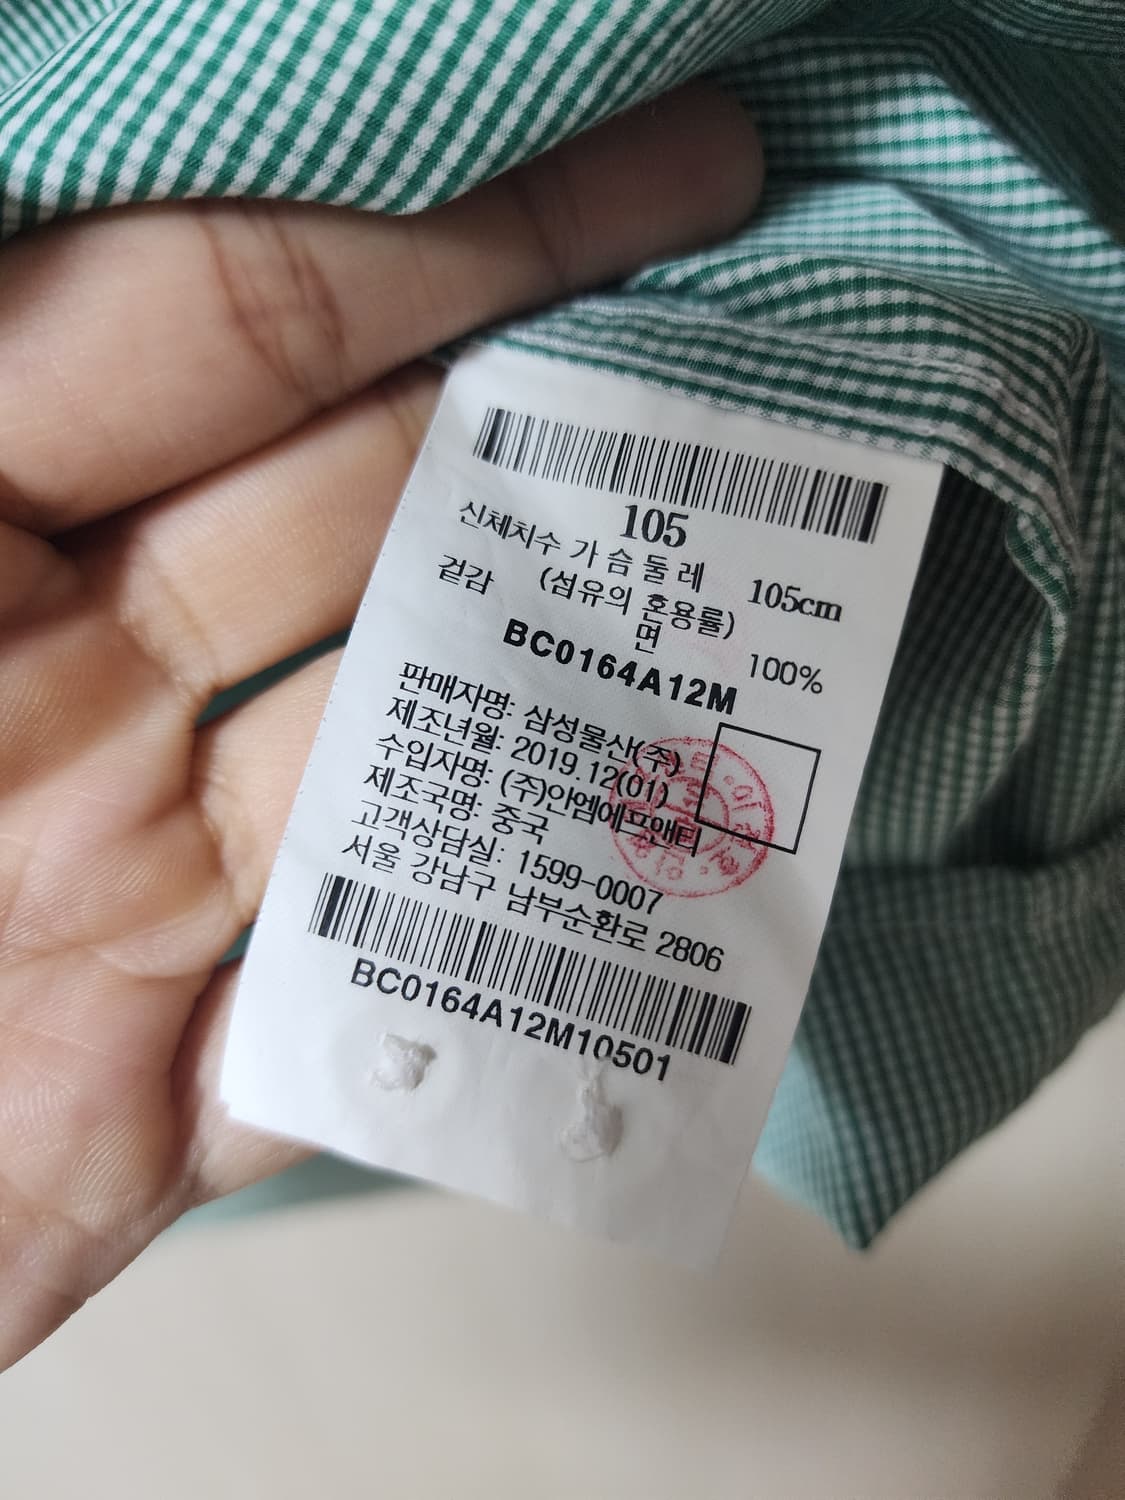 105
신체치수 가슴둘레 105cm
겉감 (섬유의 혼용률)
면 100%
BC0164A12M
판매자명: 삼성물산(주)
제조년월: 2019.12(01)
수입자명: (주)안엠에프앤티
제조국명: 중국
고객상담실: 1599-0007
서울 강남구 남부순환로 2806
BC0164A12M10501